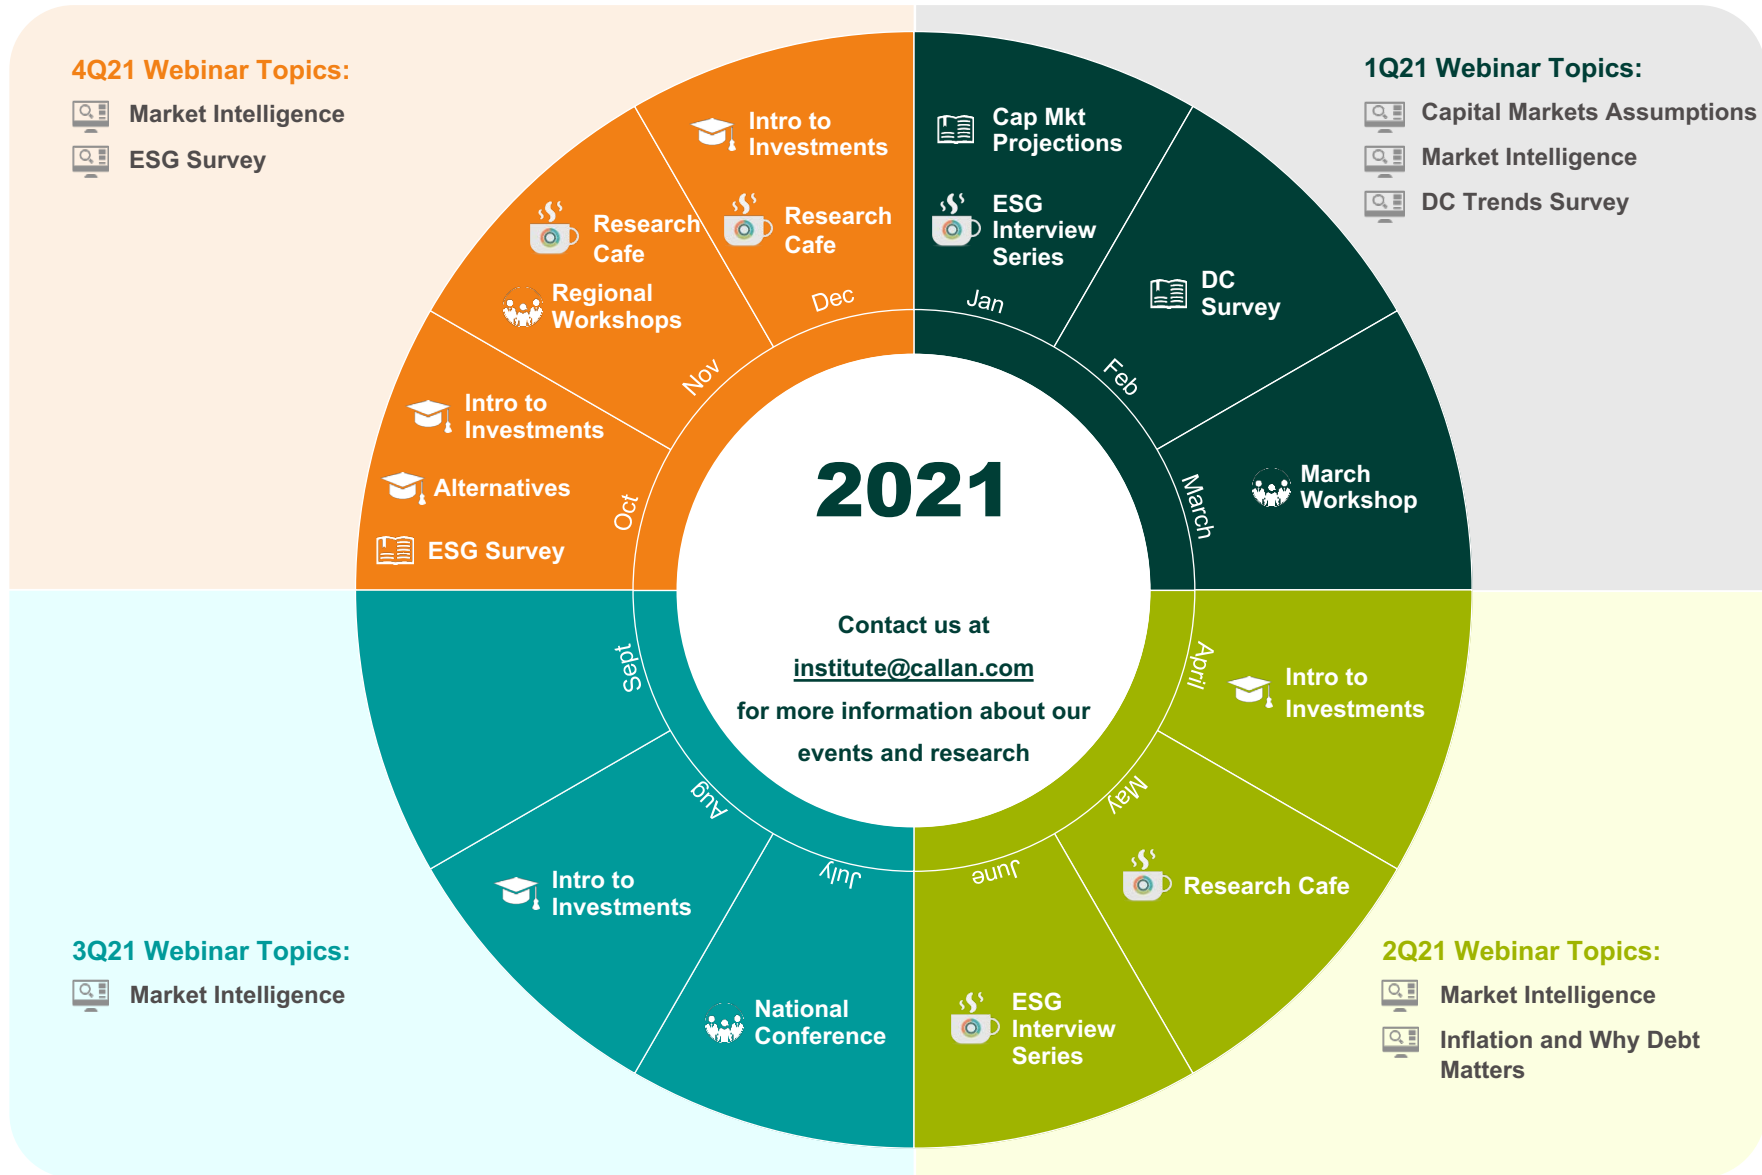 4Q21 Webinar Topics:
Market Intelligence
ESG Survey
1Q21 Webinar Topics:
Capital Markets Assumptions
Market Intelligence
DC Trends Survey
Cap Mkt
Projections
ESG
Interview
Series
Jan
DC
Survey
Feb
March
Workshop
March
Intro to
Investments
April
Research Cafe
May
ESG
Interview
Series
June
National
Conference
July
Intro to
Investments
Aug
Sept
Intro to
Investments
Alternatives
ESG Survey
Oct
Research
Cafe
Regional
Workshops
Nov
Intro to
Investments
Research
Cafe
Dec
2021
Contact us at
institute@callan.com
for more information about our
events and research
3Q21 Webinar Topics:
Market Intelligence
2Q21 Webinar Topics:
Market Intelligence
Inflation and Why Debt
Matters